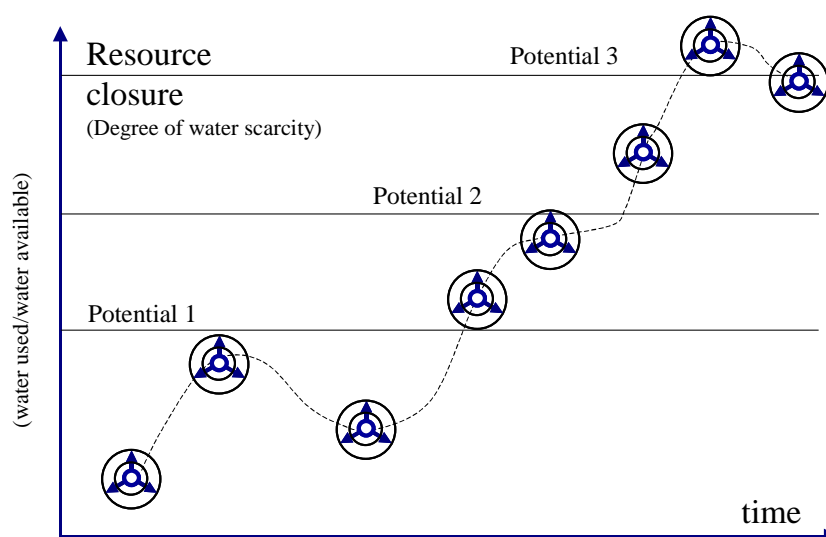 Resource
closure
(Degree of water scarcity)
Potential 3
Potential 2
Potential 1
(water used/water available)
time